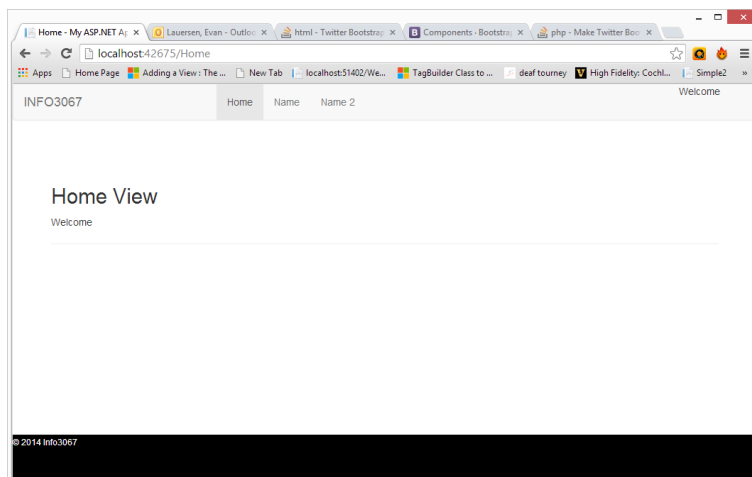 Home - My ASP.NET Ap
Lauersen, Evan - Outloo
html - Twitter Bootstrap
Components · Bootstrap
php - Make Twitter Boo
localhost:42675/Home
Apps
Home Page
Adding a View : The ...
New Tab
localhost:51402/We...
TagBuilder Class to ...
deaf tourney
High Fidelity: Cochl...
Simple2
»
INFO3067
Home
Name
Name 2
Welcome
Home View
Welcome
© 2014 Info3067